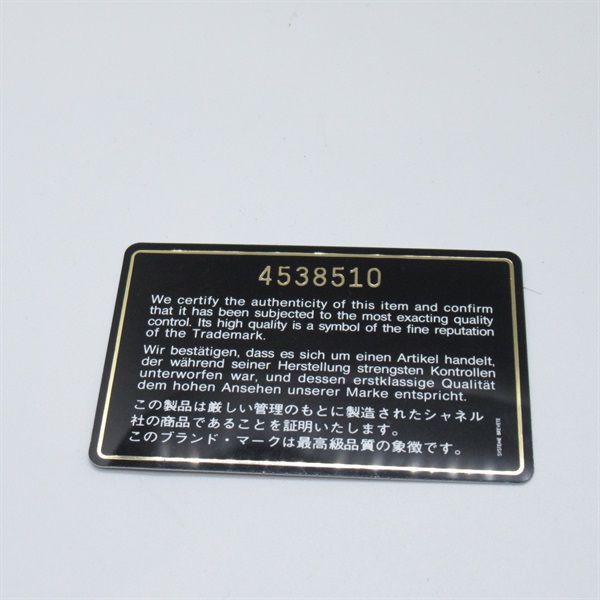 4538510
We certify the authenticity of this item and confirm
that it has been subjected to the most exacting quality
control. Its high quality is a symbol of the fine reputation
of the Trademark.
Wir bestätigen, dass es sich um einen Artikel handelt,
der während seiner Herstellung strengsten Kontrollen
unterworfen war, und dessen erstklassige Qualität
dem hohen Ansehen unserer Marke entspricht.
この製品は厳しい管理のもとに製造されたシャネル
社の商品であることを証明いたします。
このブランド・マークは最高級品質の象徴です。